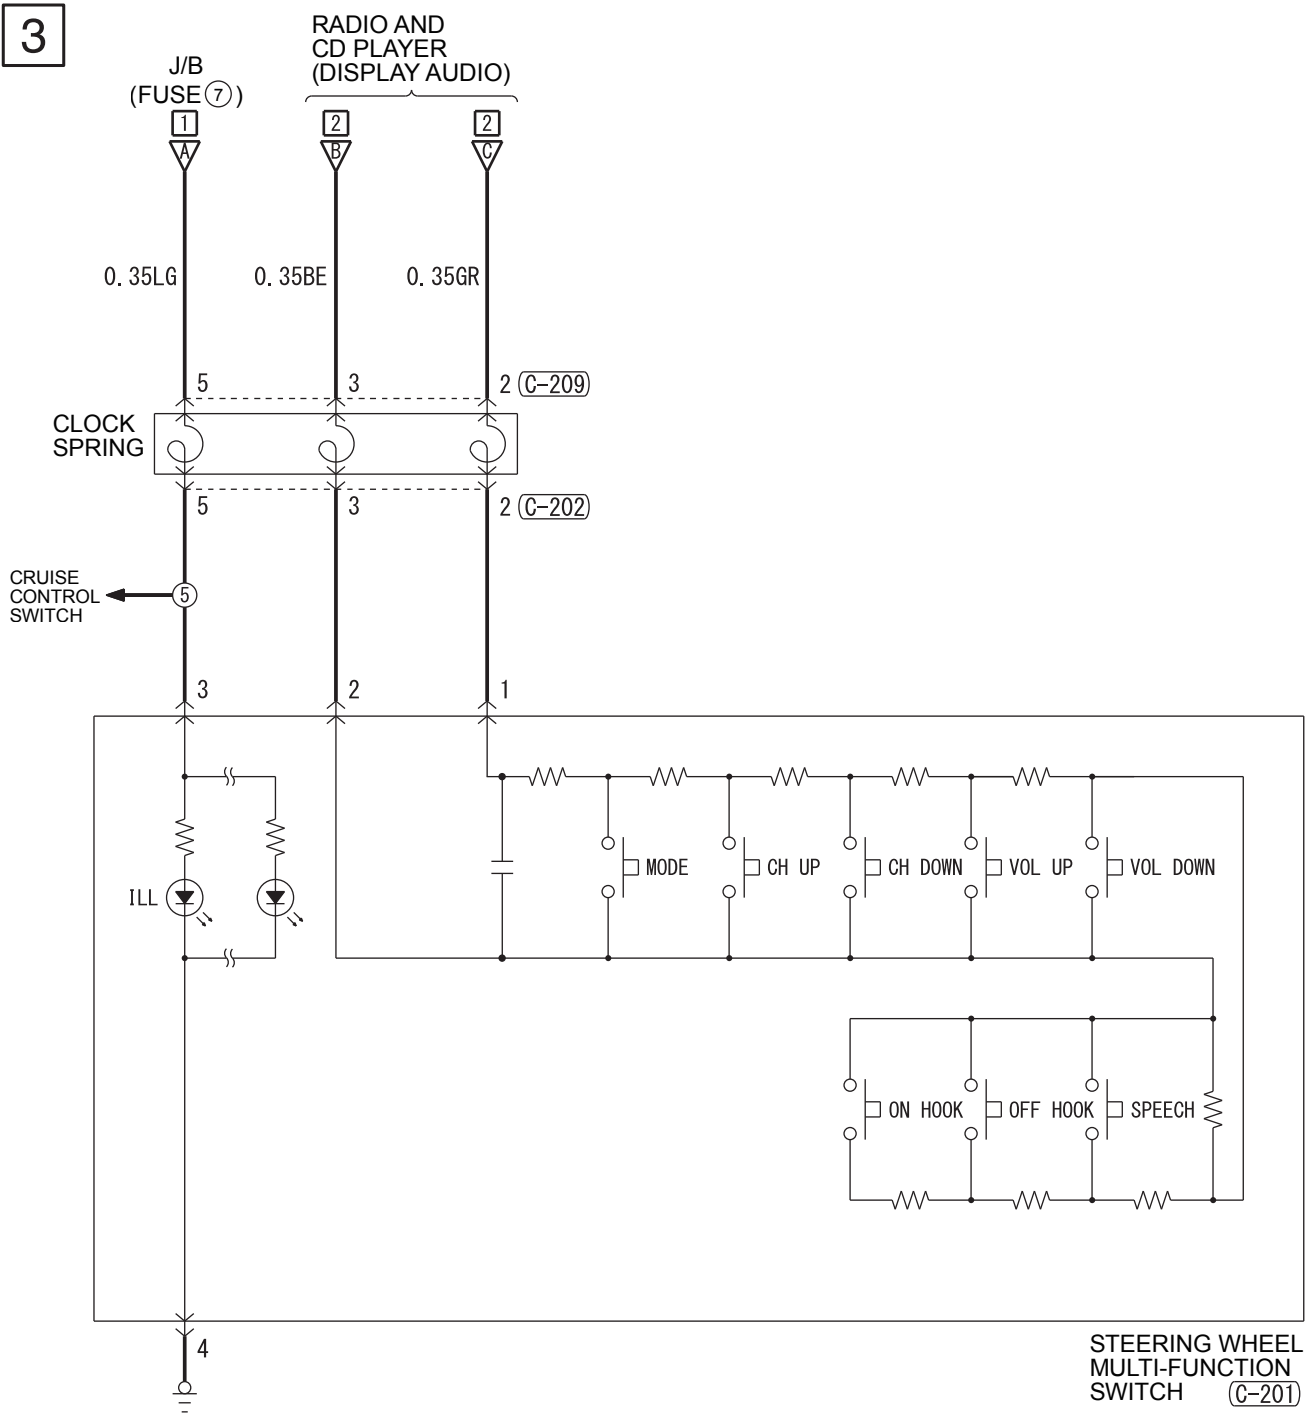 3
RADIO AND
CD PLAYER
(DISPLAY AUDIO)
J/B
(FUSE 7)
1
2
2
A
B
C
0.35LG
0.35BE
0.35GR
5
3
2
C-209
CLOCK
SPRING
5
3
2
C-202
CRUISE
CONTROL
SWITCH
5
3
2
1
MODE
CH UP
CH DOWN
VOL UP
VOL DOWN
ILL
ON HOOK
OFF HOOK
SPEECH
4
STEERING WHEEL
MULTI-FUNCTION
SWITCH
C-201